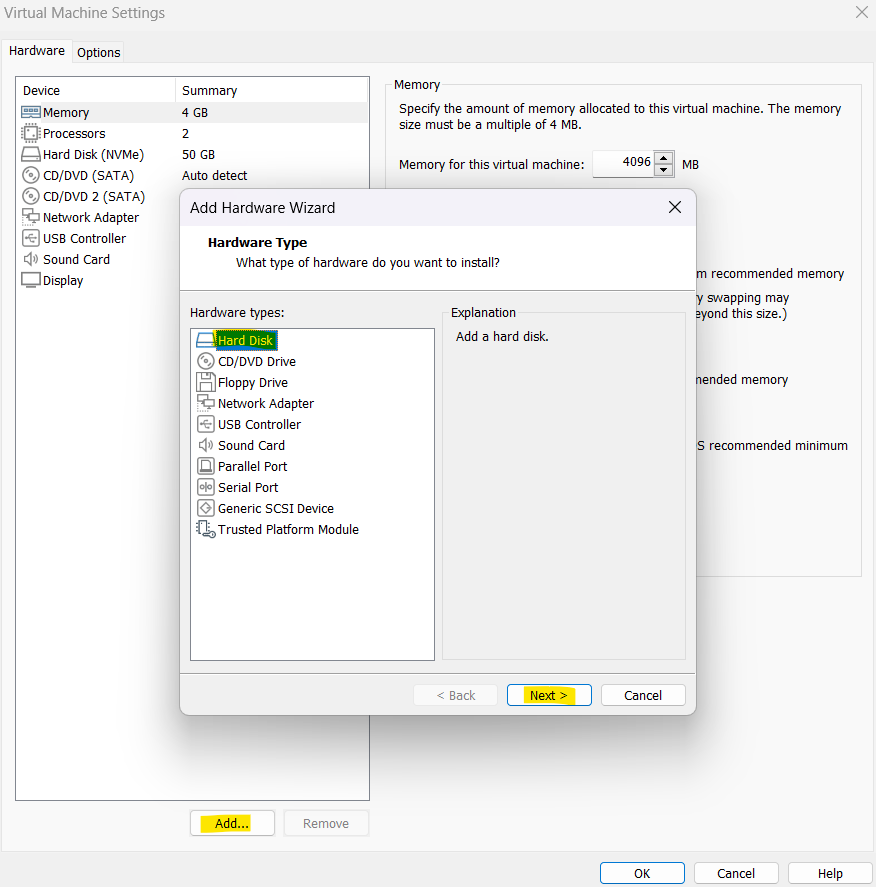 Virtual Machine Settings
Hardware
Options
Device
Summary
Memory
4 GB
Processors
2
Hard Disk (NVMe)
50 GB
CD/DVD (SATA)
Auto detect
CD/DVD 2 (SATA)
Network Adapter
USB Controller
Sound Card
Display
Memory
Specify the amount of memory allocated to this virtual machine. The memory
size must be a multiple of 4 MB.
Memory for this virtual machine:
4096
MB
m recommended memory
y swapping may
eyond this size.)
ended memory
S recommended minimum
Add Hardware Wizard
Hardware Type
What type of hardware do you want to install?
Hardware types:
Hard Disk
CD/DVD Drive
Floppy Drive
Network Adapter
USB Controller
Sound Card
Parallel Port
Serial Port
Generic SCSI Device
Trusted Platform Module
Explanation
Add a hard disk.
< Back
Next >
Cancel
Add...
Remove
OK
Cancel
Help